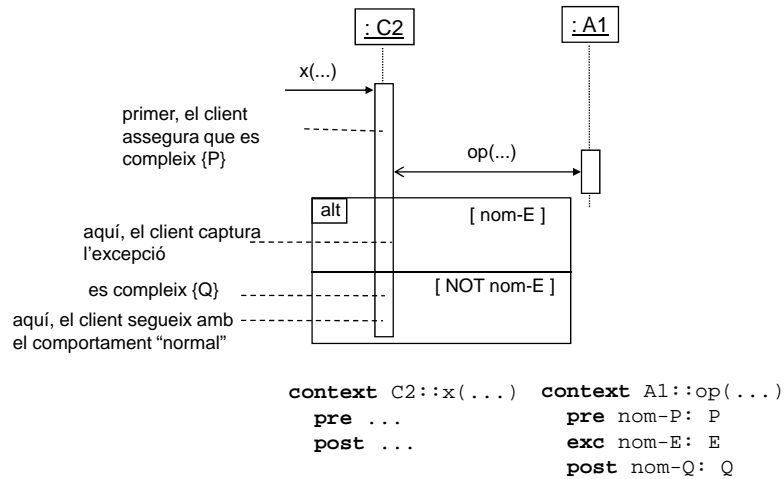 : C2
: A1
x(...)
primer, el client
assegura que es
compleix {P}
op(...)
alt
[ nom-E ]
aquí, el client captura
l'excepció
[ NOT nom-E ]
es compleix {Q}
aquí, el client segueix amb
el comportament “normal”
context C2::x(...)
pre ...
post ...
context A1::op(...)
pre nom-P: P
exc nom-E: E
post nom-Q: Q